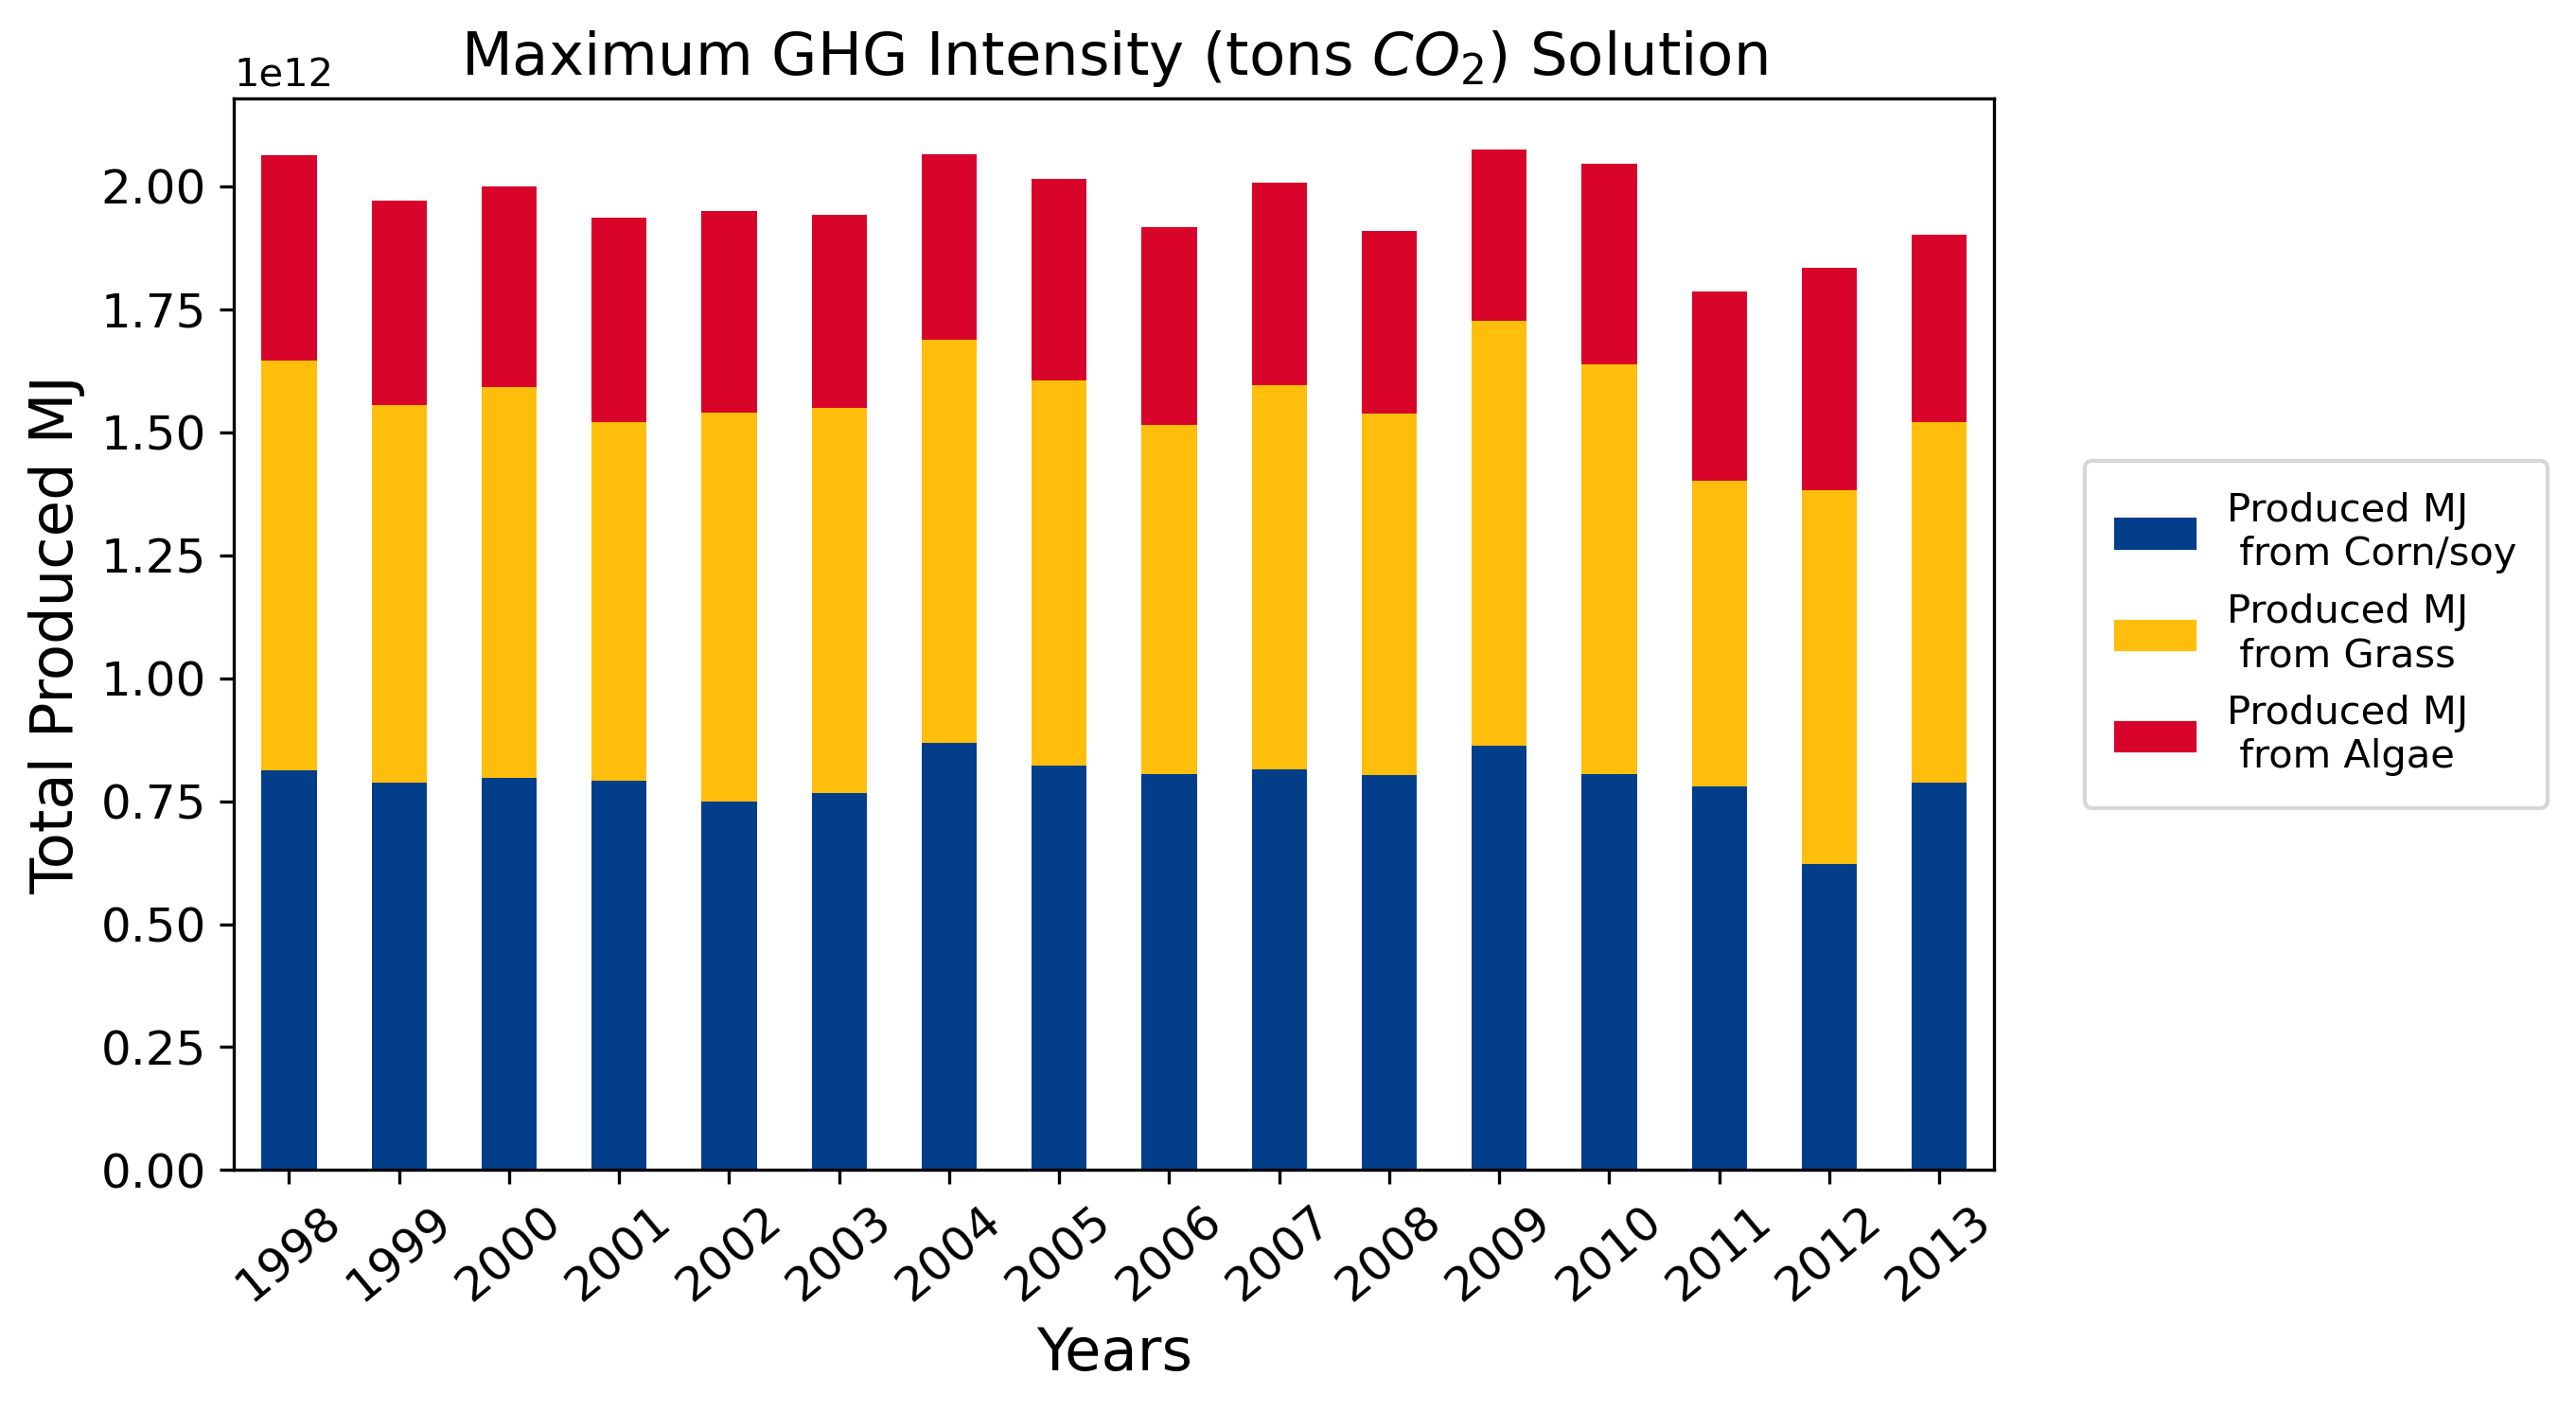 Maximum GHG Intensity (tons CO₂) Solution
1e12
Total Produced MJ
2.00
1.75
1.50
1.25
1.00
0.75
0.50
0.25
0.00
1998 1999 2000 2001 2002 2003 2004 2005 2006 2007 2008 2009 2010 2011 2012 2013
Years
Produced MJ
from Corn/soy
Produced MJ
from Grass
Produced MJ
from Algae